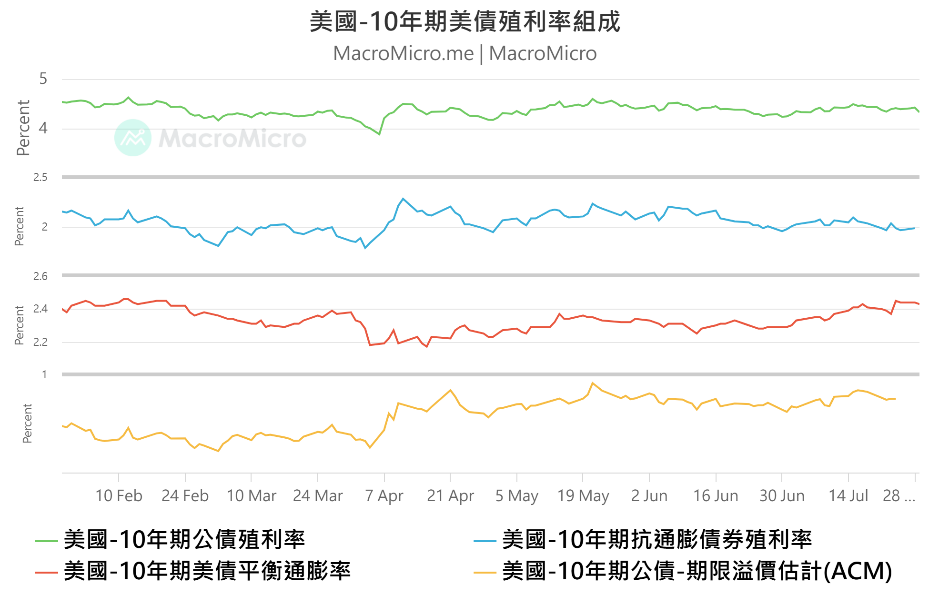 美國-10年期美債殖利率組成
MacroMicro.me | MacroMicro
5
4
Percent
MacroMicro
2.5
2
Percent
2.6
2.4
2.2
Percent
1
Percent
10 Feb 24 Feb 10 Mar 24 Mar 7 Apr 21 Apr 5 May 19 May 2 Jun 16 Jun 30 Jun 14 Jul 28 ...
美國-10年期公債殖利率 美國-10年期抗通膨債券殖利率
美國-10年期美債平衡通膨率 美國-10年期公債-期限溢價估計(ACM)